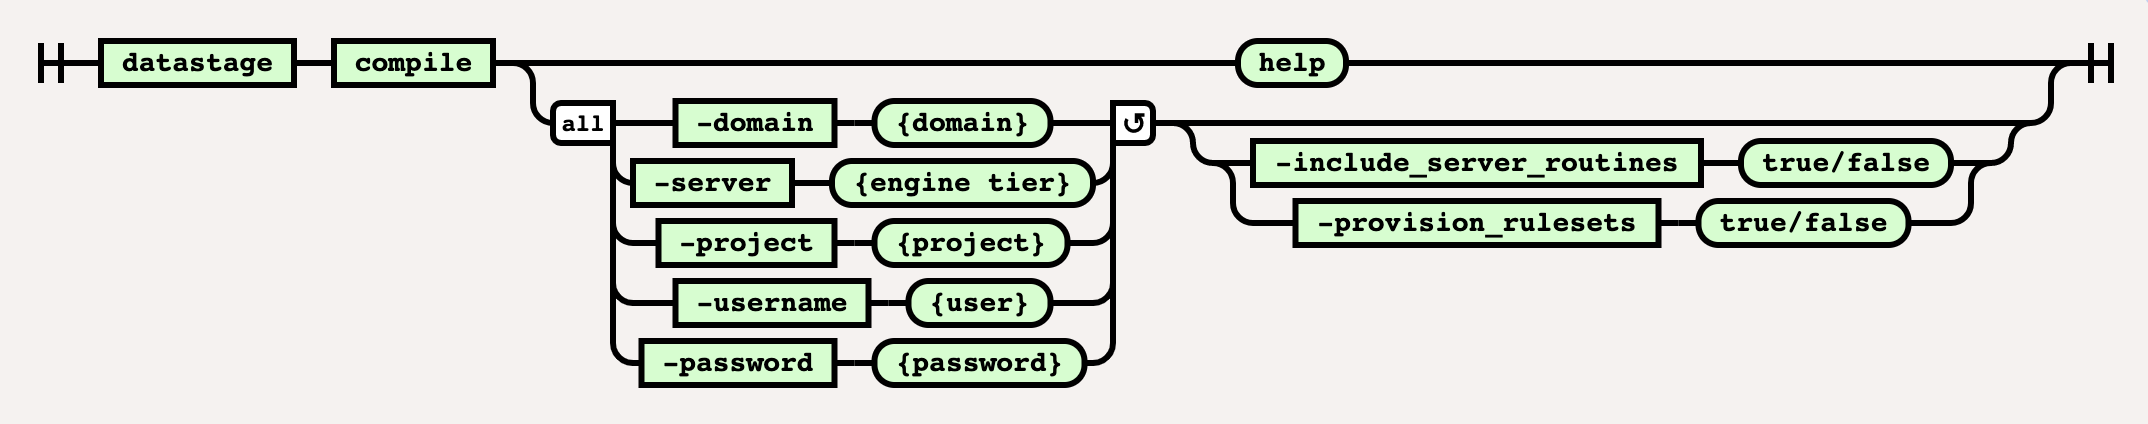 datastage compile help
all -domain {domain} ↺
-include_server_routines true/false
-server {engine tier}
-provision_rulesets true/false
-project {project}
-username {user}
-password {password}